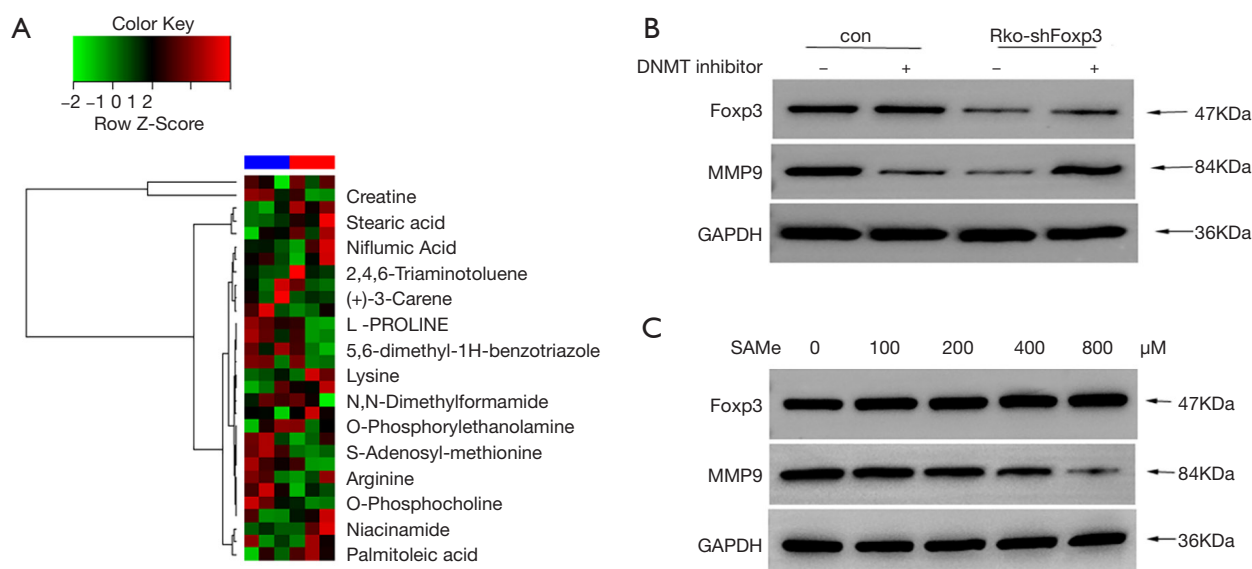 A
Color Key
−2 −1 0 1 2
Row Z-Score
Creatine
Stearic acid
Niflumic Acid
2,4,6-Triaminotoluene
(+)-3-Carene
L -PROLINE
5,6-dimethyl-1H-benzotriazole
Lysine
N,N-Dimethylformamide
O-Phosphorylethanolamine
S-Adenosyl-methionine
Arginine
O-Phosphocholine
Niacinamide
Palmitoleic acid
B
con Rko-shFoxp3
DNMT inhibitor − + − +
Foxp3 47KDa
MMP9 84KDa
GAPDH 36KDa
C
SAMe 0 100 200 400 800 μM
Foxp3 47KDa
MMP9 84KDa
GAPDH 36KDa